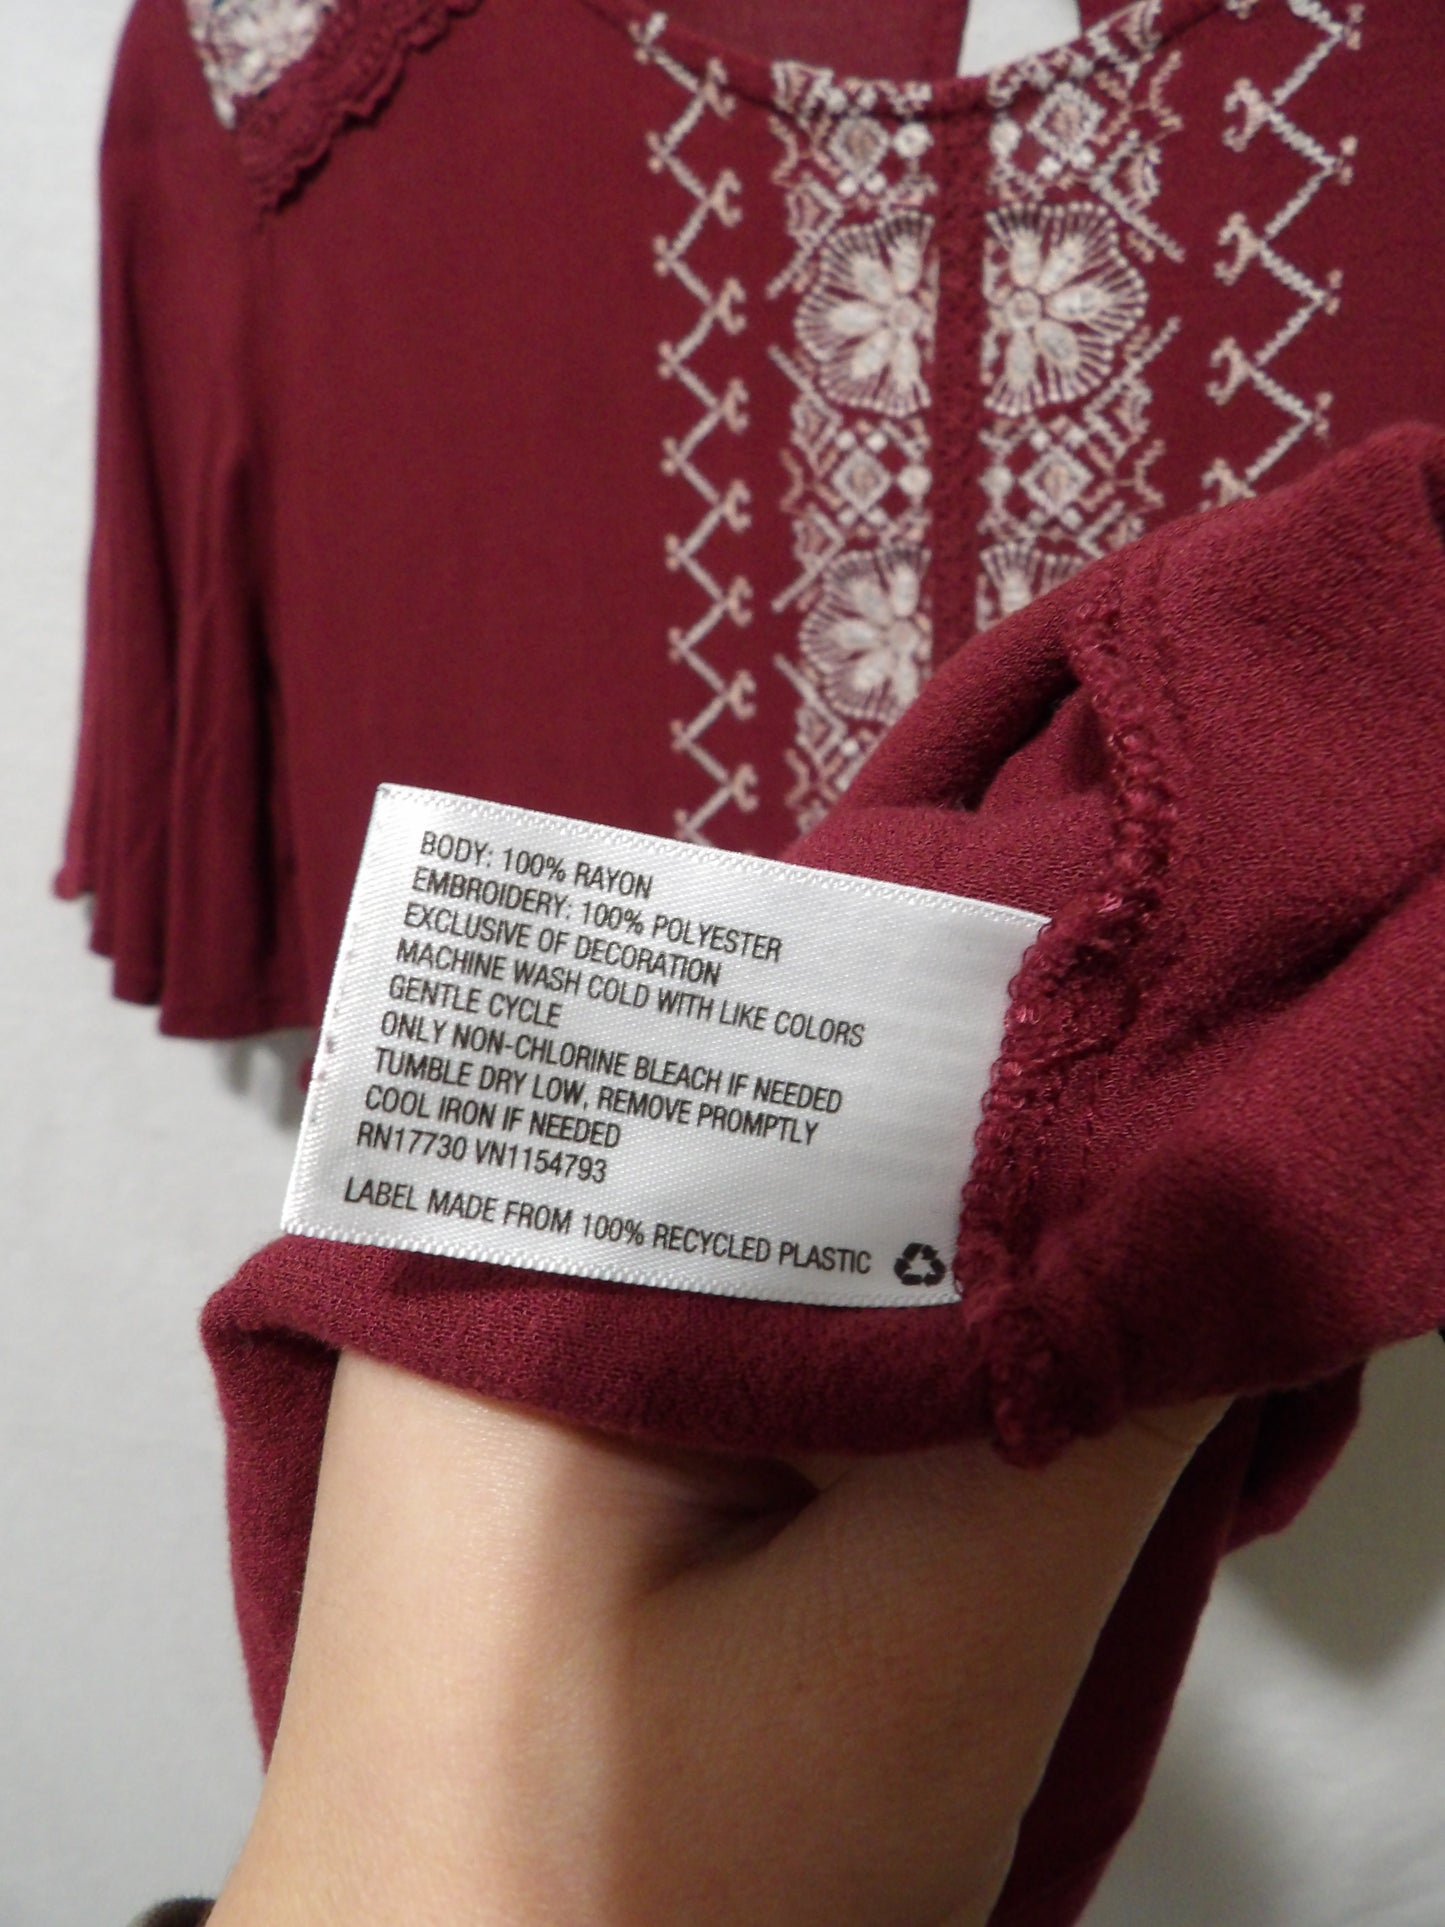 BODY: 100% RAYON
EMBROIDERY: 100% POLYESTER
EXCLUSIVE OF DECORATION
MACHINE WASH COLD WITH LIKE COLORS
GENTLE CYCLE
ONLY NON-CHLORINE BLEACH IF NEEDED
TUMBLE DRY LOW, REMOVE PROMPTLY
COOL IRON IF NEEDED
RN17730 VN1154793
LABEL MADE FROM 100% RECYCLED PLASTIC